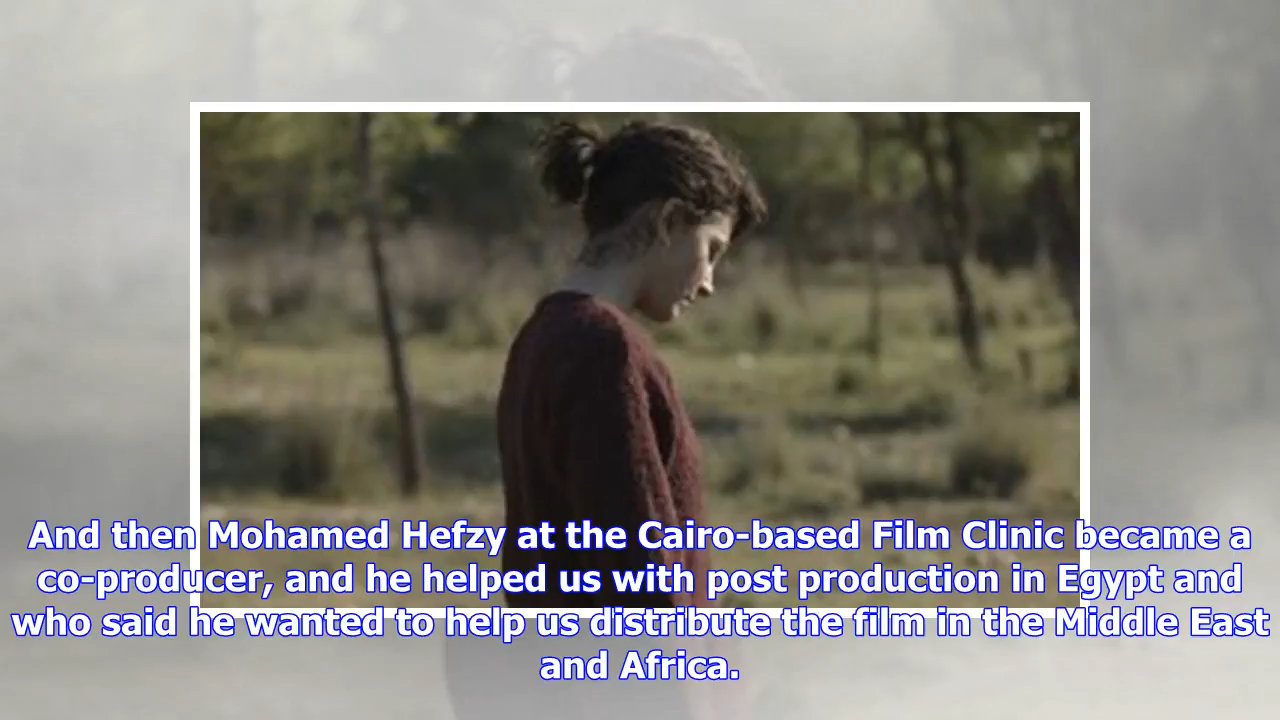 And then Mohamed Hefzy at the Cairo-based Film Clinic became a
co-producer, and he helped us with post production in Egypt and
who said he wanted to help us distribute the film in the Middle East
and Africa.